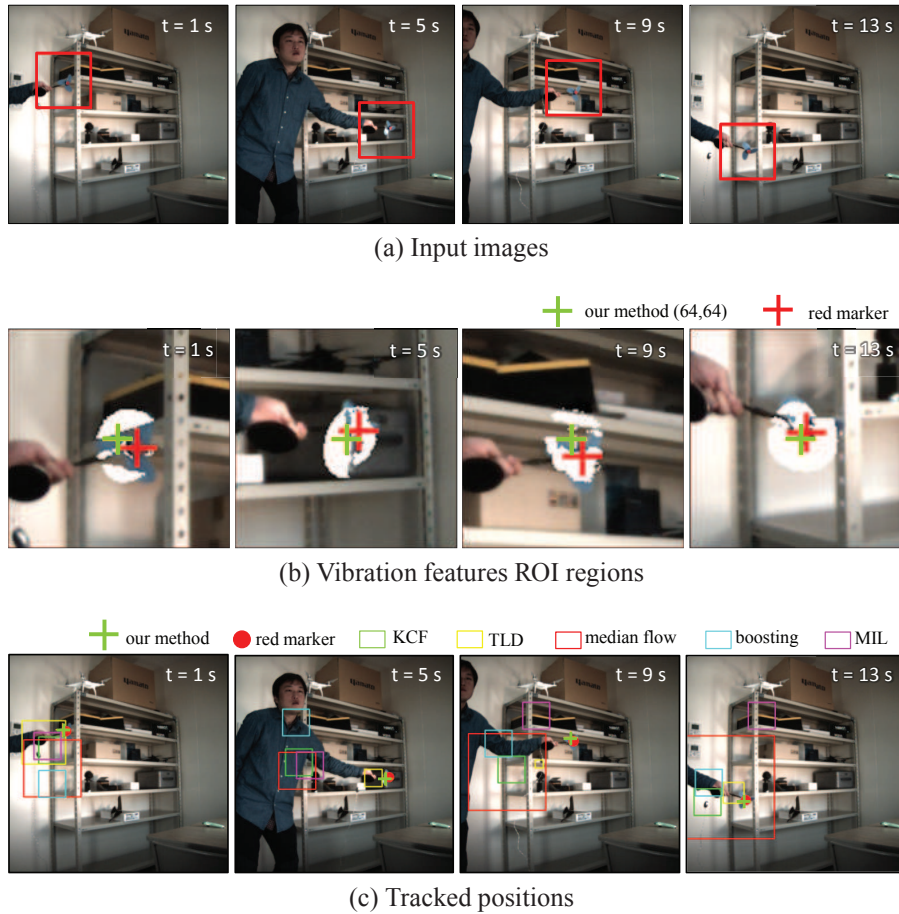 t = 1 s
t = 5 s
t = 9 s
t = 13 s
(a) Input images
our method (64,64)
red marker
t = 1 s
t = 5 s
t = 9 s
t = 13 s
(b) Vibration features ROI regions
our method
red marker
KCF
TLD
median flow
boosting
MIL
t = 1 s
t = 5 s
t = 9 s
t = 13 s
(c) Tracked positions